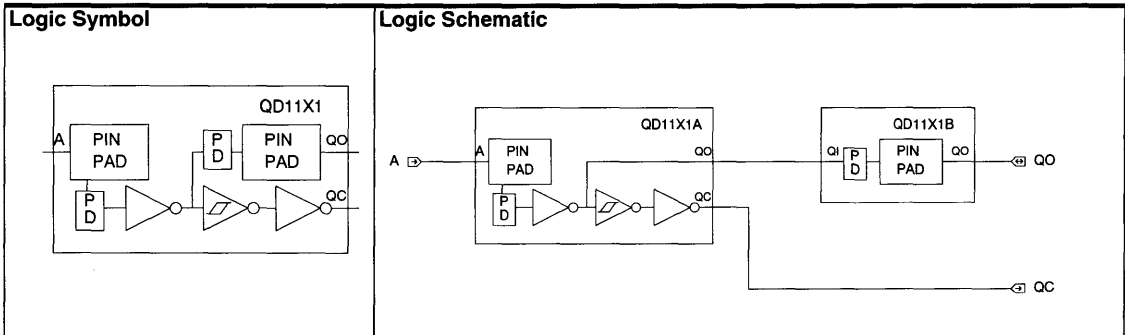 Logic Symbol
Logic Schematic
QD11X1
A
PIN
PAD
P
D
PIN
PAD
QO
P
D
QC
A
QD11X1A
A
PIN
PAD
QO
P
D
QC
QD11X1B
QI
P
D
PIN
PAD
QO
QO
QC